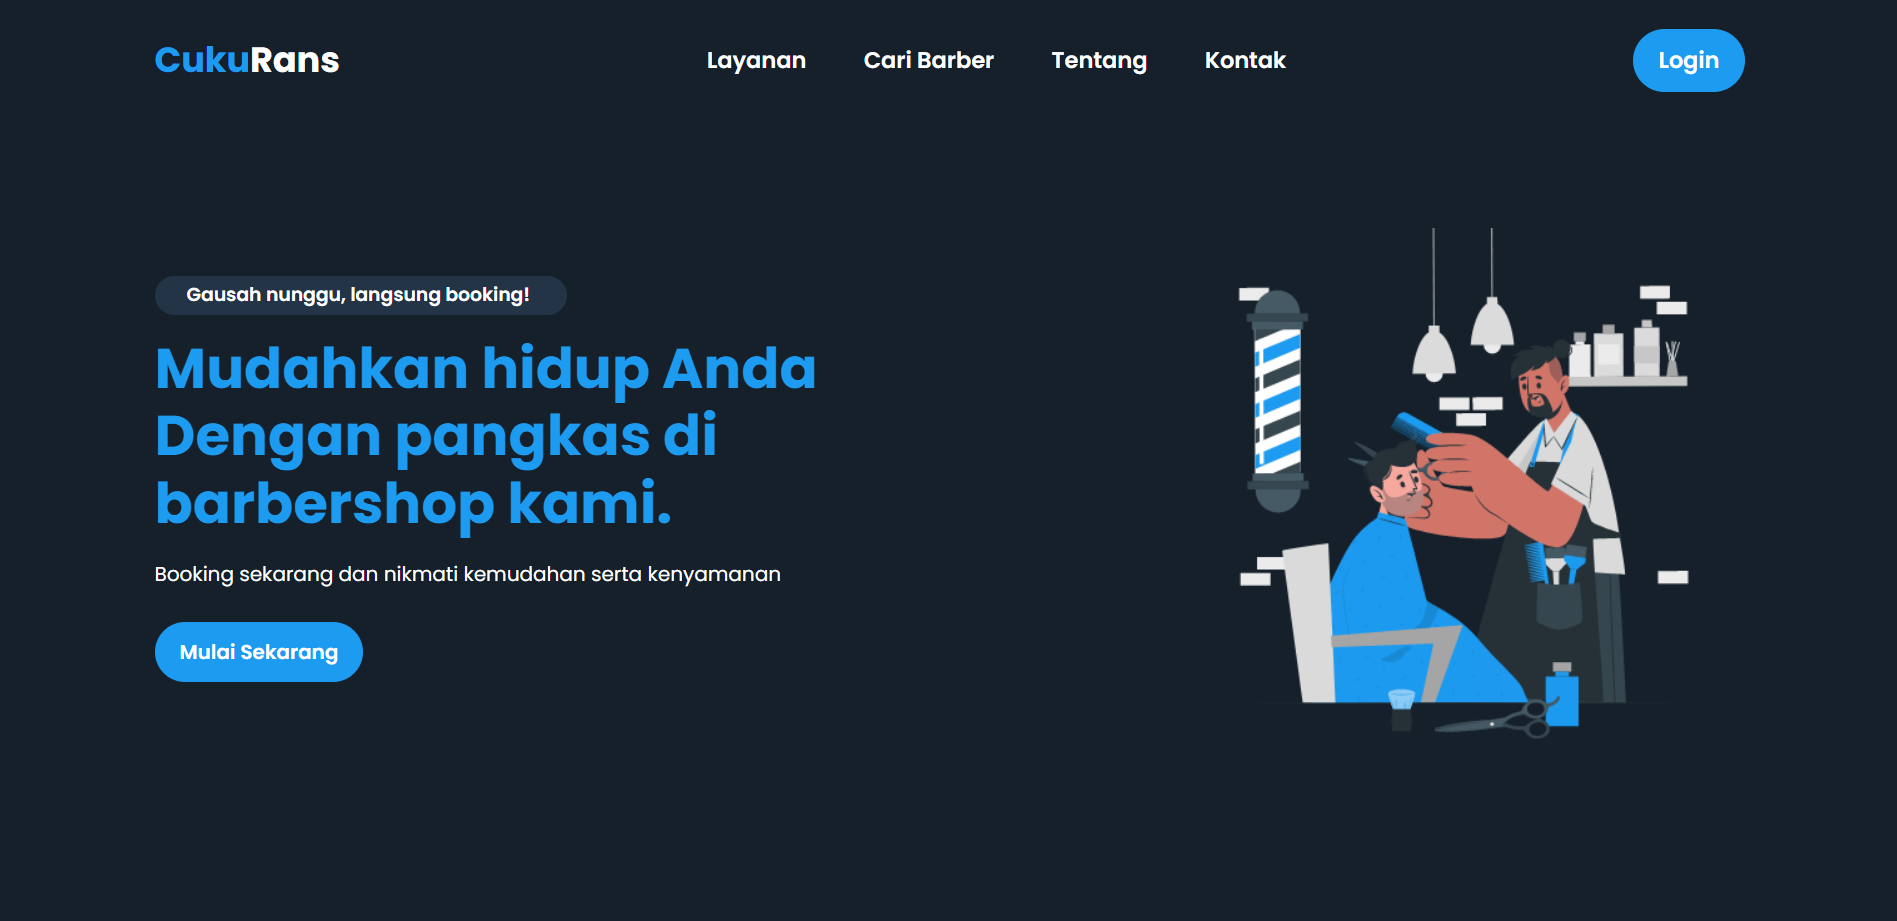 CukuRans
Layanan
Cari Barber
Tentang
Kontak
Login
Gausah nunggu, langsung booking!
Mudahkan hidup Anda
Dengan pangkas di
barbershop kami.
Booking sekarang dan nikmati kemudahan serta kenyamanan
Mulai Sekarang